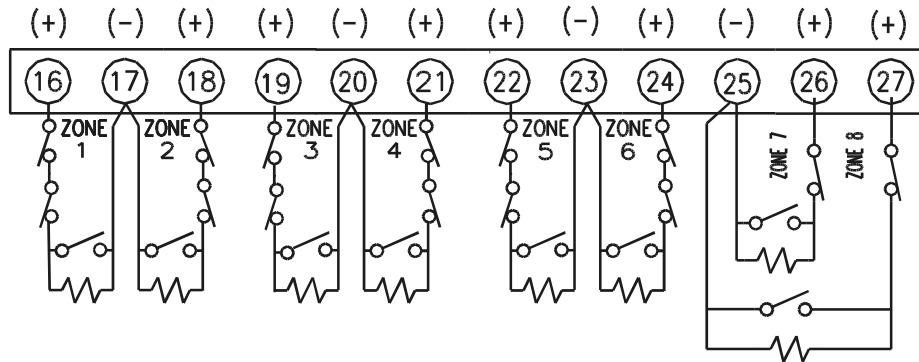 (+) (−) (+) (+) (−) (+) (+) (−) (+) (−) (+) (+)
16 17 18 19 20 21 22 23 24 25 26 27
ZONE 1
ZONE 2
ZONE 3
ZONE 4
ZONE 5
ZONE 6
ZONE 7
ZONE 8